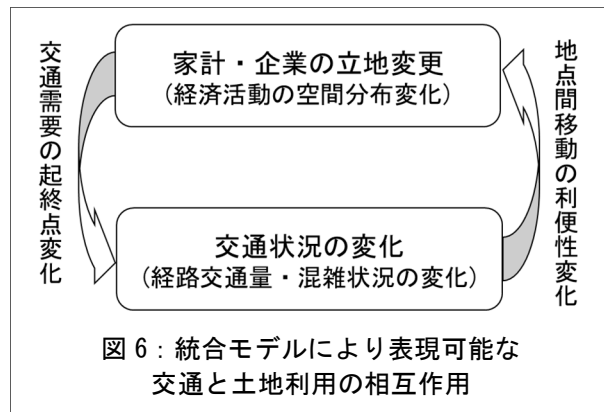 家計・企業の立地変更
(経済活動の空間分布変化)
交通需要の起終点変化
地点間移動の利便性変化
交通状況の変化
(経路交通量・混雑状況の変化)
図 6：統合モデルにより表現可能な
交通と土地利用の相互作用